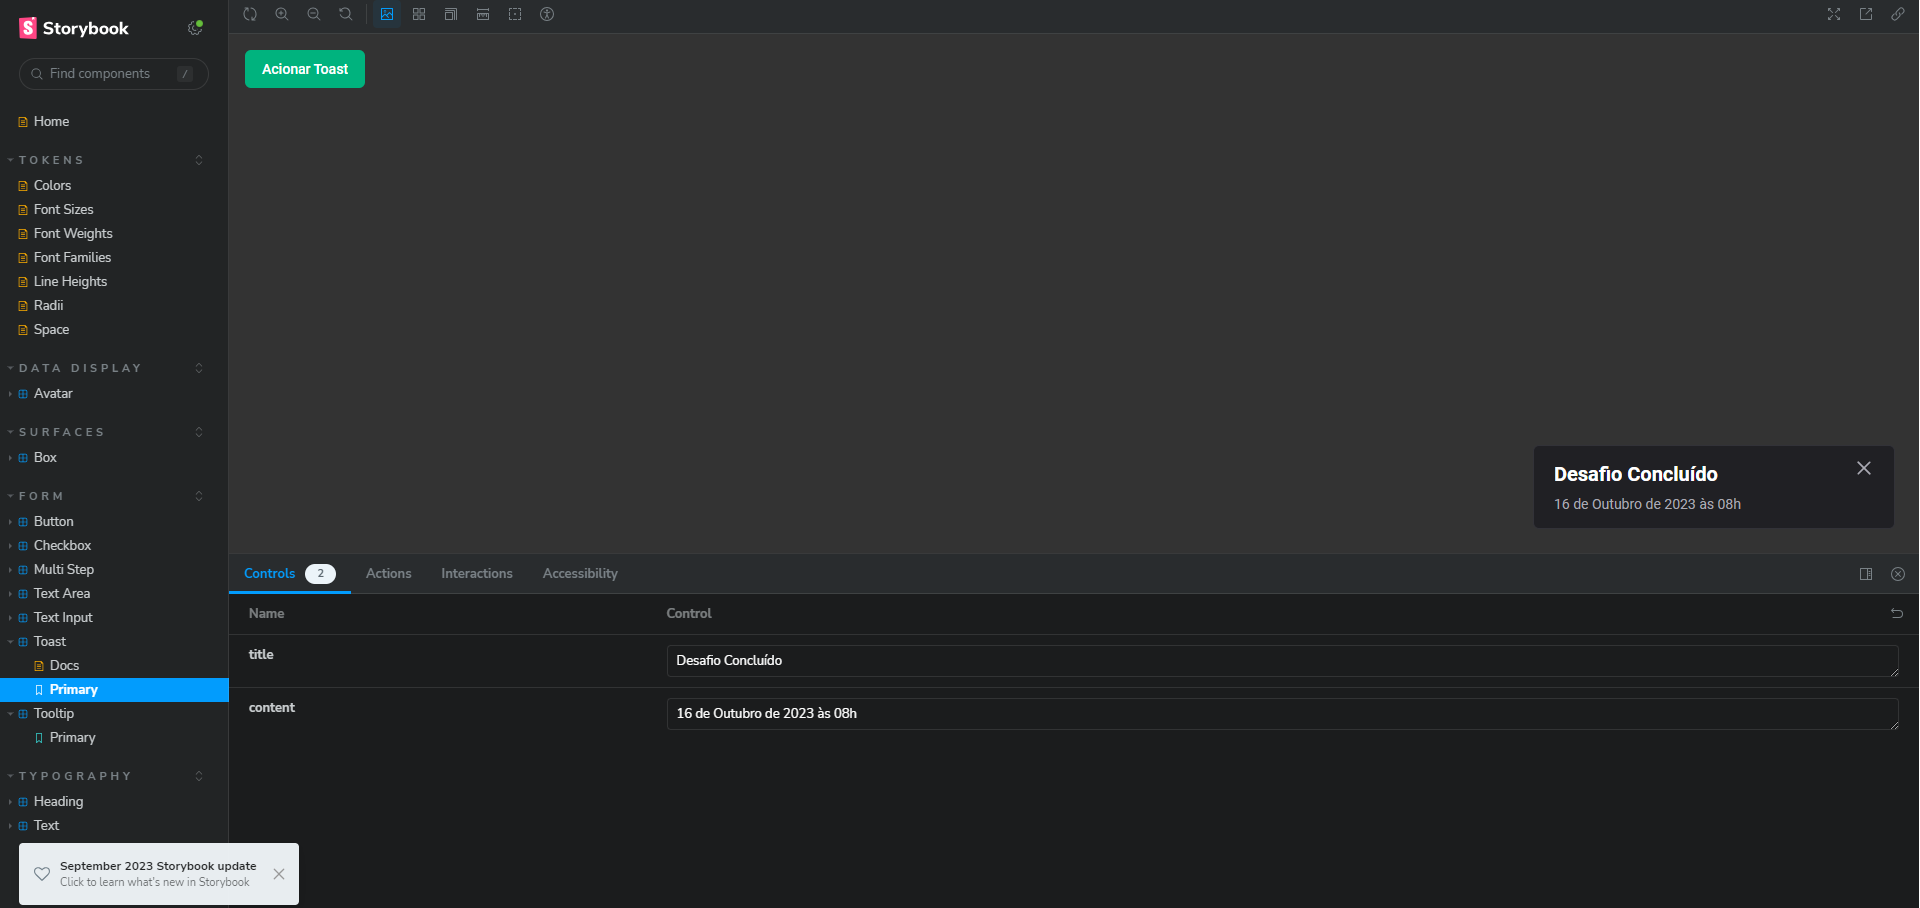 Storybook
Find components /
Home
TOKENS
Colors
Font Sizes
Font Weights
Font Families
Line Heights
Radii
Space
DATA DISPLAY
Avatar
SURFACES
Box
FORM
Button
Checkbox
Multi Step
Text Area
Text Input
Toast
Docs
Primary
Tooltip
Primary
TYPOGRAPHY
Heading
Text
September 2023 Storybook update
Click to learn what's new in Storybook
Acionar Toast
Desafio Concluído
16 de Outubro de 2023 às 08h
Controls 2 Actions Interactions Accessibility
Name Control
title Desafio Concluído
content 16 de Outubro de 2023 às 08h